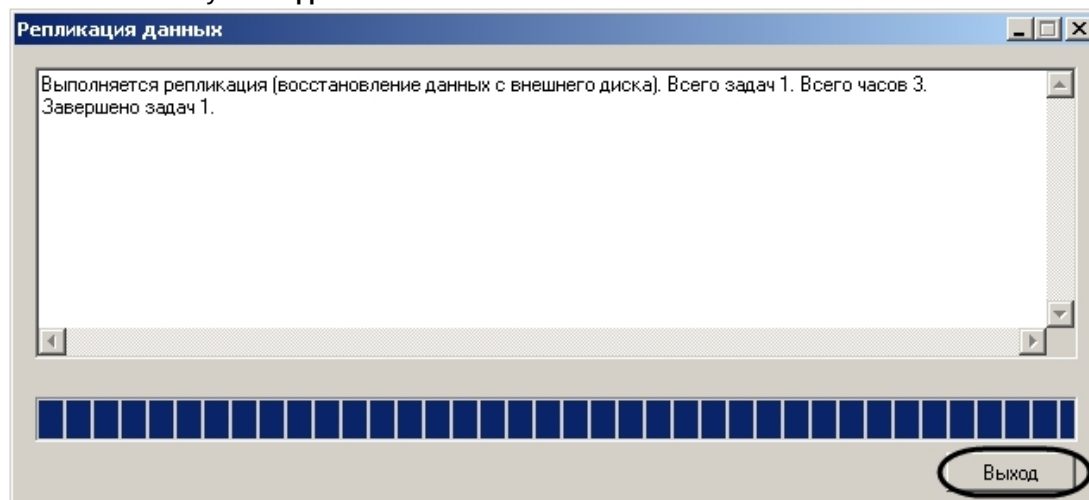 Репликация данных
Выполняется репликация (восстановление данных с внешнего диска). Всего задач 1. Всего часов 3.
Завершено задач 1.
Выход